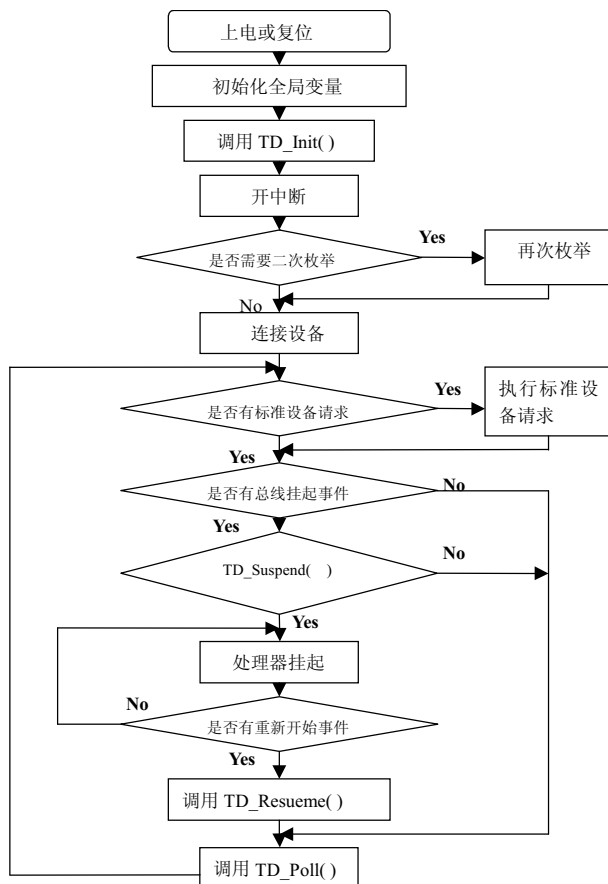 上电或复位
初始化全局变量
调用 TD_Init( )
开中断
是否需要二次枚举
Yes
再次枚举
No
连接设备
是否有标准设备请求
Yes
执行标准设
备请求
Yes
是否有总线挂起事件
No
Yes
TD_Suspend( )
No
Yes
处理器挂起
No
是否有重新开始事件
Yes
调用 TD_Resueme( )
调用 TD_Poll( )